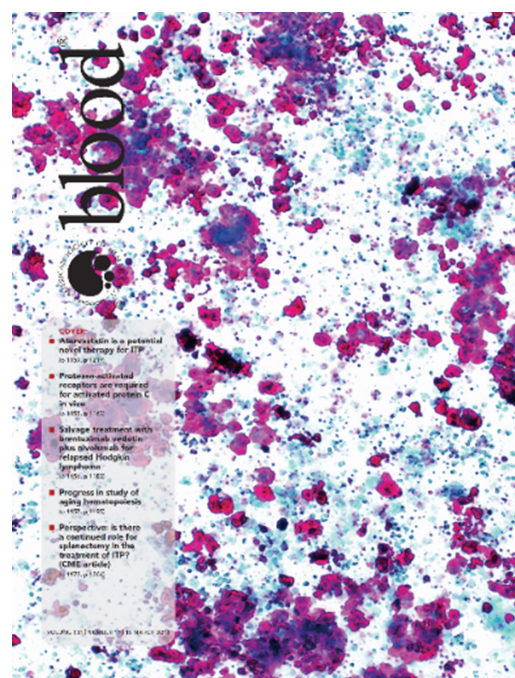 blood
COVER:
Atorvastatin is a potential
novel therapy for ITP
Protease-activated
receptors are required
for activated protein C
in vivo
Salvage treatment with
brentuximab vedotin
plus nivolumab for
relapsed Hodgkin
lymphoma
Progress in study of
aging hematopoiesis
Perspective: is there
a continued role for
splenectomy in the
treatment of ITP?
(CME article)